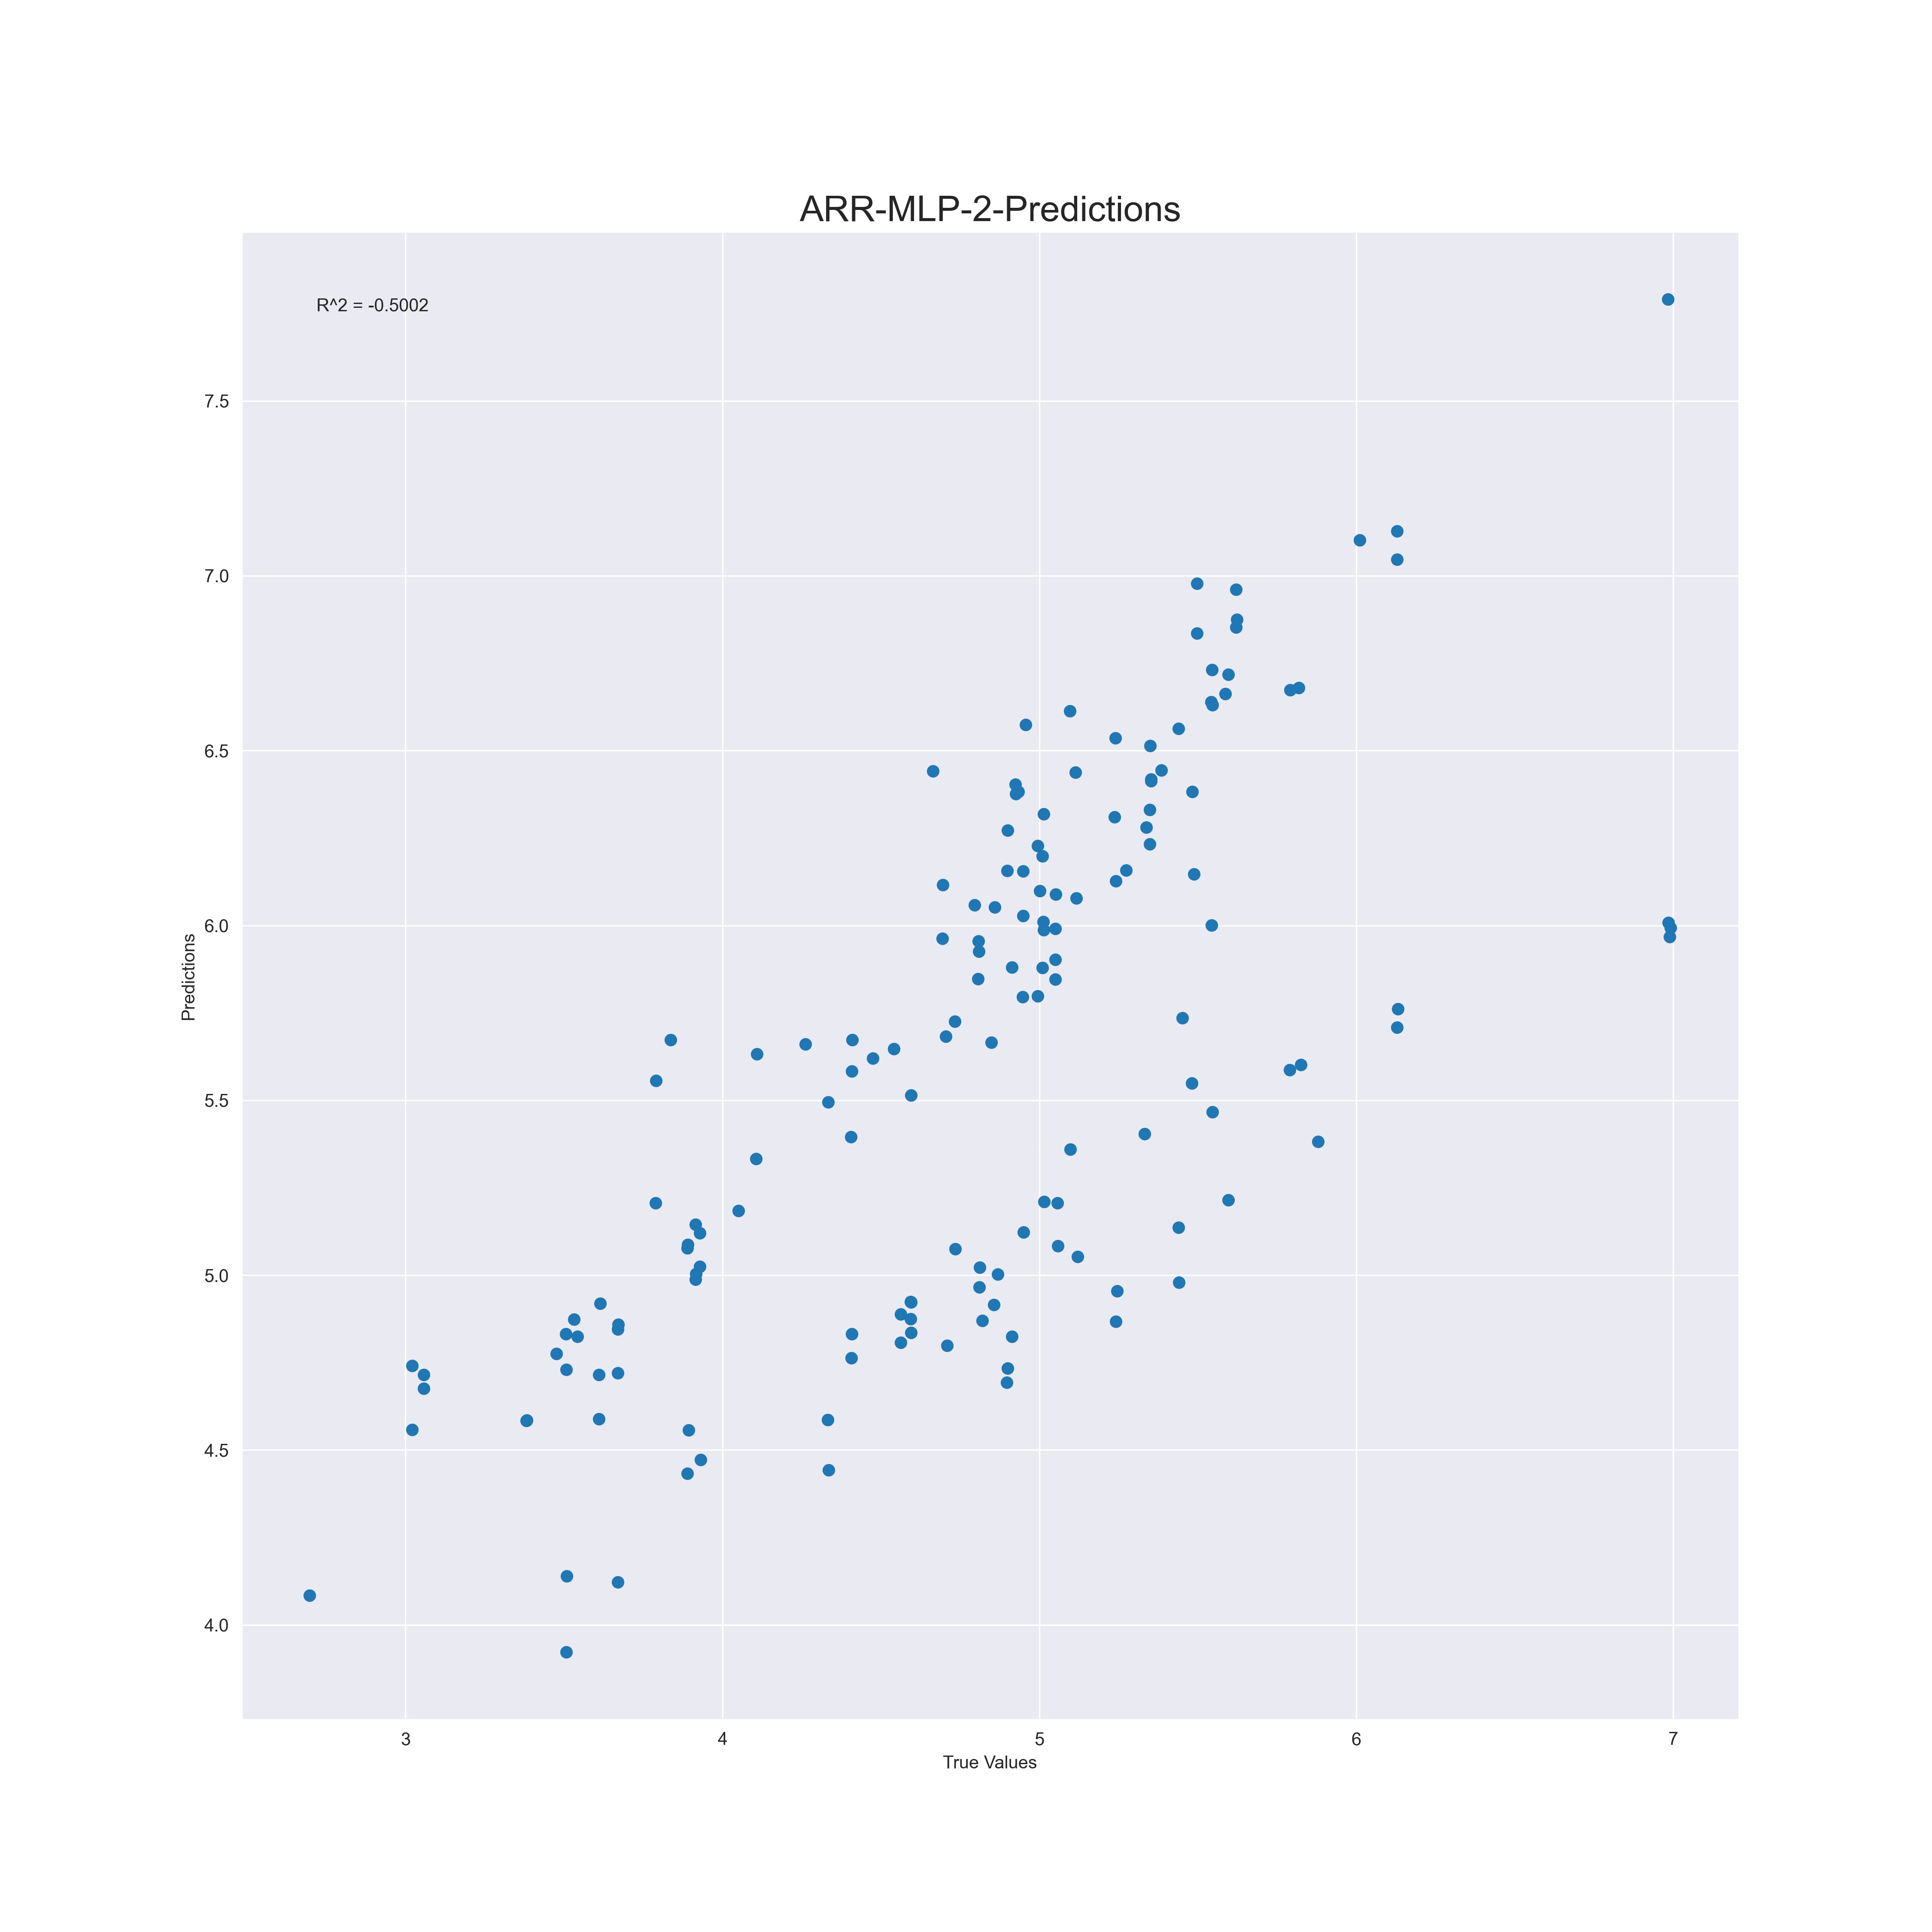 ARR-MLP-2-Predictions
R^2 = -0.5002
7.5
7.0
6.5
6.0
5.5
5.0
4.5
4.0
Predictions
3 4 5 6 7
True Values